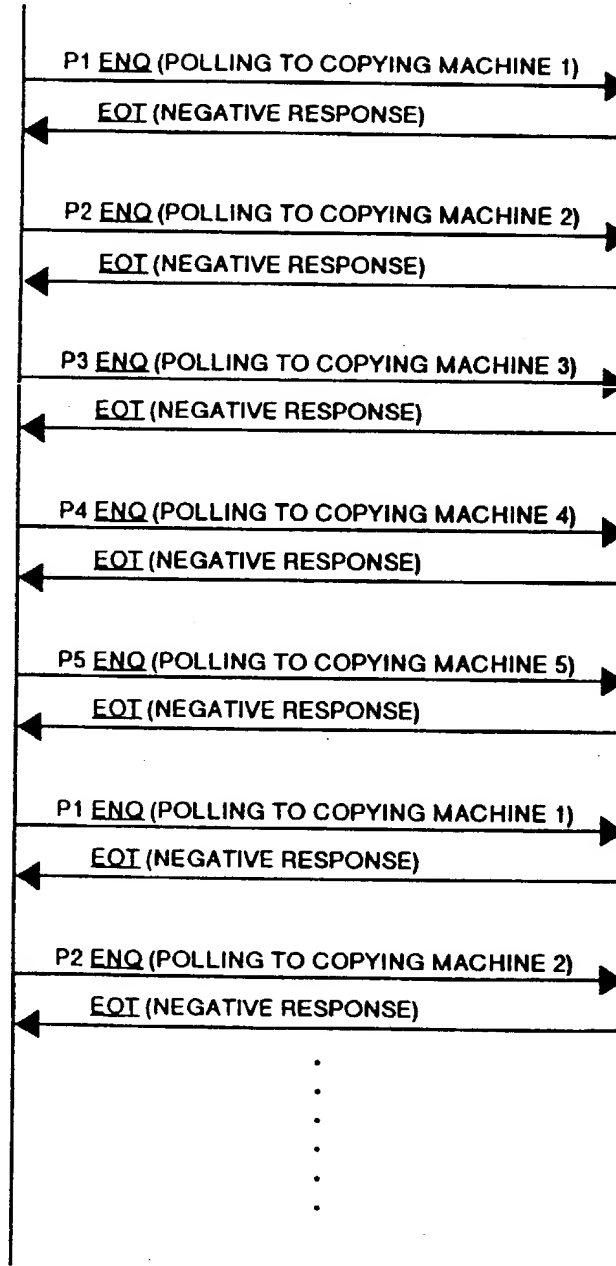 P1 ENQ (POLLING TO COPYING MACHINE 1)
EOT (NEGATIVE RESPONSE)
P2 ENQ (POLLING TO COPYING MACHINE 2)
EOT (NEGATIVE RESPONSE)
P3 ENQ (POLLING TO COPYING MACHINE 3)
EOT (NEGATIVE RESPONSE)
P4 ENQ (POLLING TO COPYING MACHINE 4)
EOT (NEGATIVE RESPONSE)
P5 ENQ (POLLING TO COPYING MACHINE 5)
EOT (NEGATIVE RESPONSE)
P1 ENQ (POLLING TO COPYING MACHINE 1)
EOT (NEGATIVE RESPONSE)
P2 ENQ (POLLING TO COPYING MACHINE 2)
EOT (NEGATIVE RESPONSE)